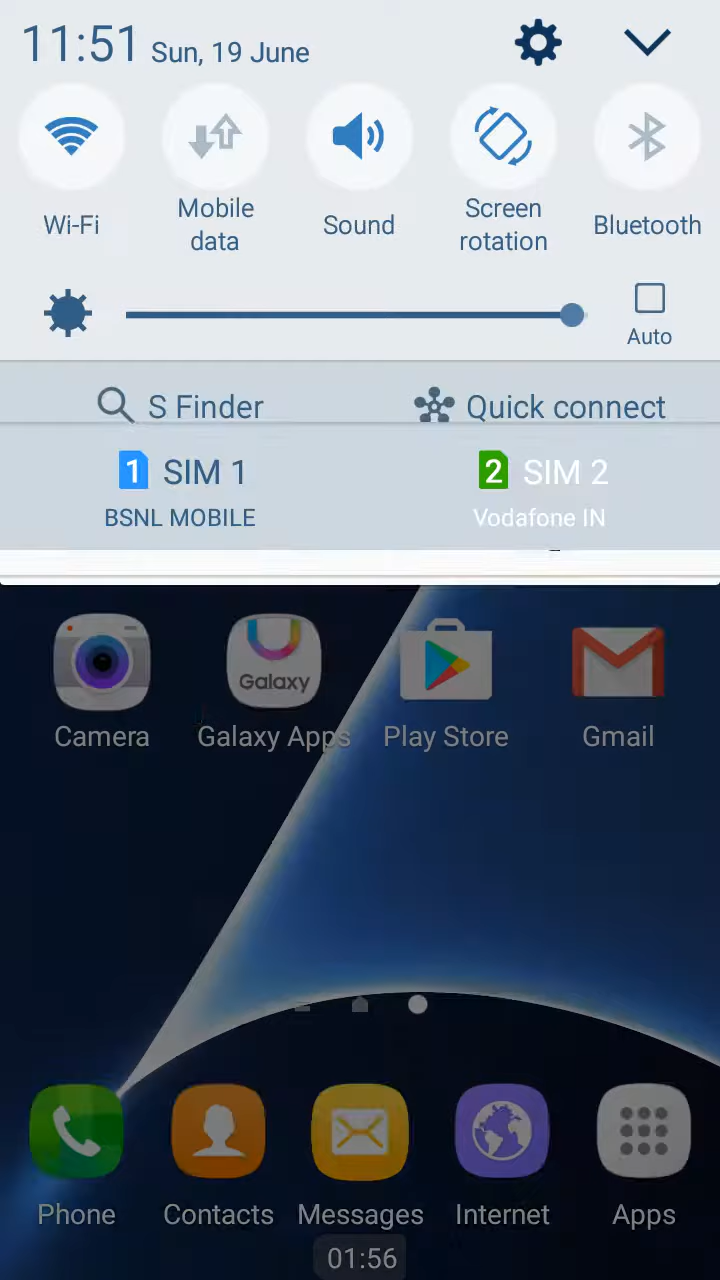 11:51 Sun, 19 June
Wi-Fi
Mobile
data
Sound
Screen
rotation
Bluetooth
Auto
S Finder
Quick connect
1 SIM 1
BSNL MOBILE
2 SIM 2
Vodafone IN
Galaxy
Camera
Galaxy Apps
Play Store
Gmail
Phone
Contacts
Messages
Internet
Apps
01:56